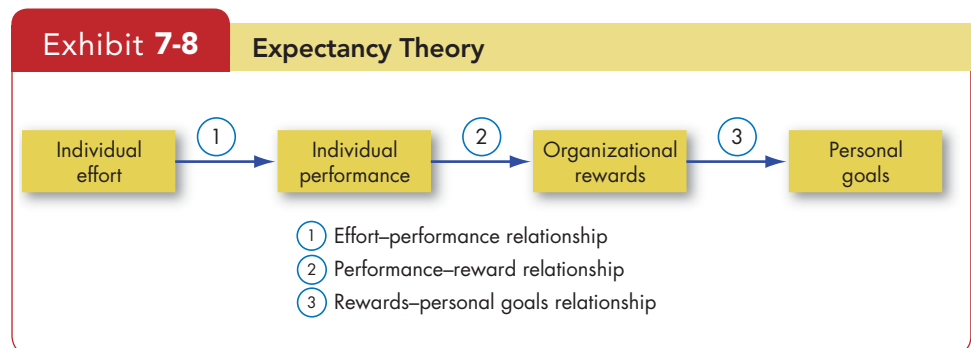 Exhibit 7-8
Expectancy Theory
1
2
3
Individual
effort
Individual
performance
Organizational
rewards
Personal
goals
1 Effort–performance relationship
2 Performance–reward relationship
3 Rewards–personal goals relationship